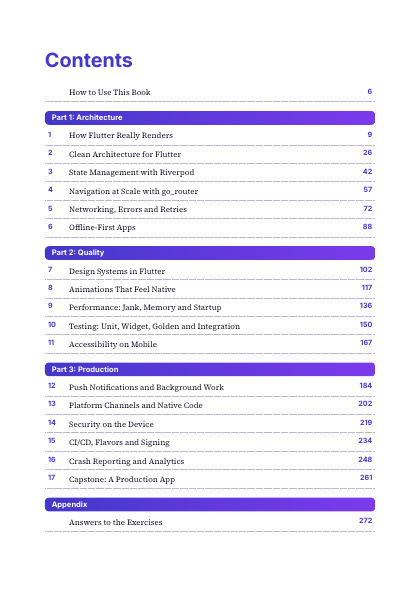 Contents
How to Use This Book 6
Part 1: Architecture
1 How Flutter Really Renders 9
2 Clean Architecture for Flutter 26
3 State Management with Riverpod 42
4 Navigation at Scale with go_router 57
5 Networking, Errors and Retries 72
6 Offline-First Apps 88
Part 2: Quality
7 Design Systems in Flutter 102
8 Animations That Feel Native 117
9 Performance: Jank, Memory and Startup 136
10 Testing: Unit, Widget, Golden and Integration 150
11 Accessibility on Mobile 167
Part 3: Production
12 Push Notifications and Background Work 184
13 Platform Channels and Native Code 202
14 Security on the Device 219
15 CI/CD, Flavors and Signing 234
16 Crash Reporting and Analytics 248
17 Capstone: A Production App 261
Appendix
Answers to the Exercises 272